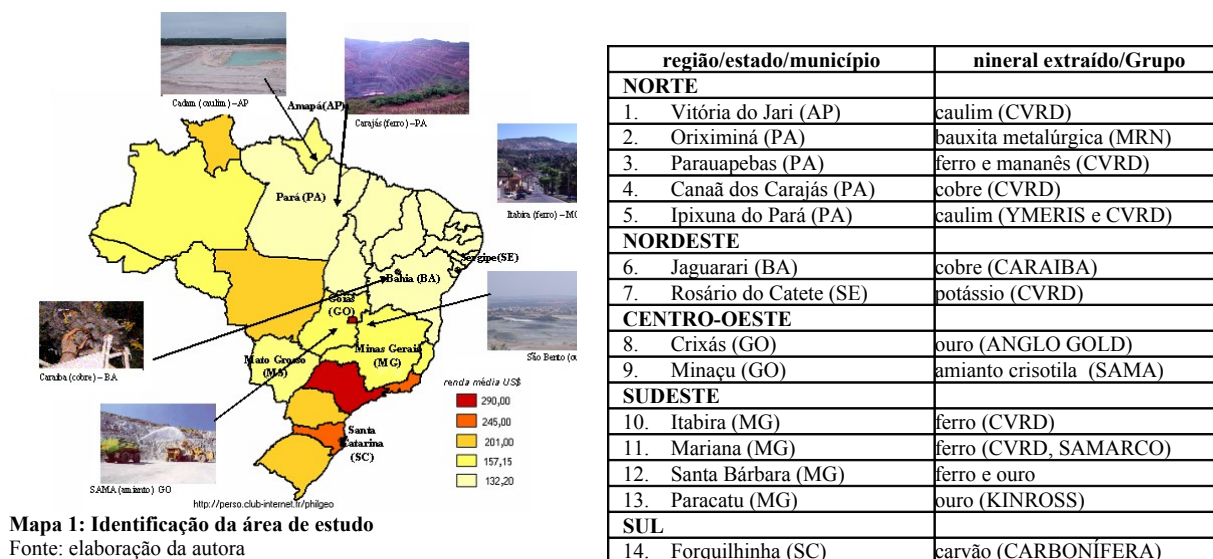 Cadam (caulim) – AP
Carajás (ferro) – PA
Amapá(AP)
Pará (PA)
Itabira (ferro) – MG
Sergipe(SE)
Bahia (BA)
Goiás
(GO)
Minas Gerais
(MG)
São Bento (ou
Mato Grosso
(MS)
Caraíba (cobre) – BA
Santa
Catarina
(SC)
SAMA (amianto) GO
renda média US$
290,00
245,00
201,00
157,15
132,20
http://perso.club-internet.fr/philgeo
Mapa 1: Identificação da área de estudo
Fonte: elaboração da autora
região/estado/município nineral extraído/Grupo
NORTE
1. Vitória do Jari (AP) caulim (CVRD)
2. Oriximiná (PA) bauxita metalúrgica (MRN)
3. Parauapebas (PA) ferro e mananês (CVRD)
4. Canaã dos Carajás (PA) cobre (CVRD)
5. Ipixuna do Pará (PA) caulim (YMERIS e CVRD)
NORDESTE
6. Jaguarari (BA) cobre (CARAIBA)
7. Rosário do Catete (SE) potássio (CVRD)
CENTRO-OESTE
8. Crixás (GO) ouro (ANGLO GOLD)
9. Minaçu (GO) amianto crisotila (SAMA)
SUDESTE
10. Itabira (MG) ferro (CVRD)
11. Mariana (MG) ferro (CVRD, SAMARCO)
12. Santa Bárbara (MG) ferro e ouro
13. Paracatu (MG) ouro (KINROSS)
SUL
14. Forquilhinha (SC) carvão (CARBONÍFERA)